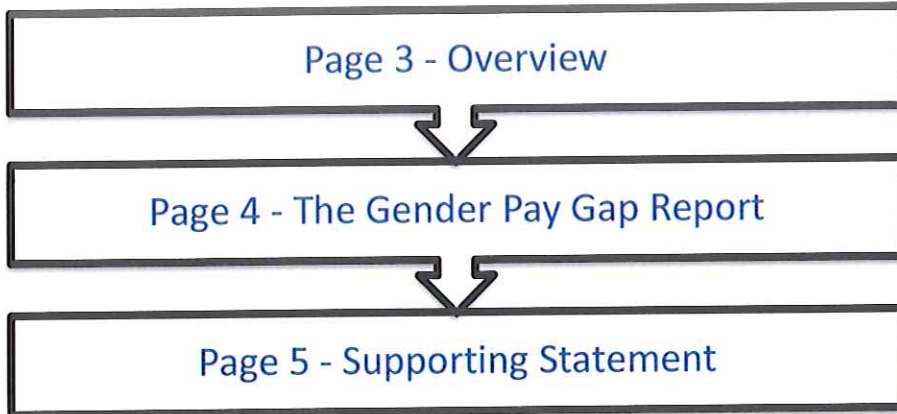 Page 3 - Overview
Page 4 - The Gender Pay Gap Report
Page 5 - Supporting Statement